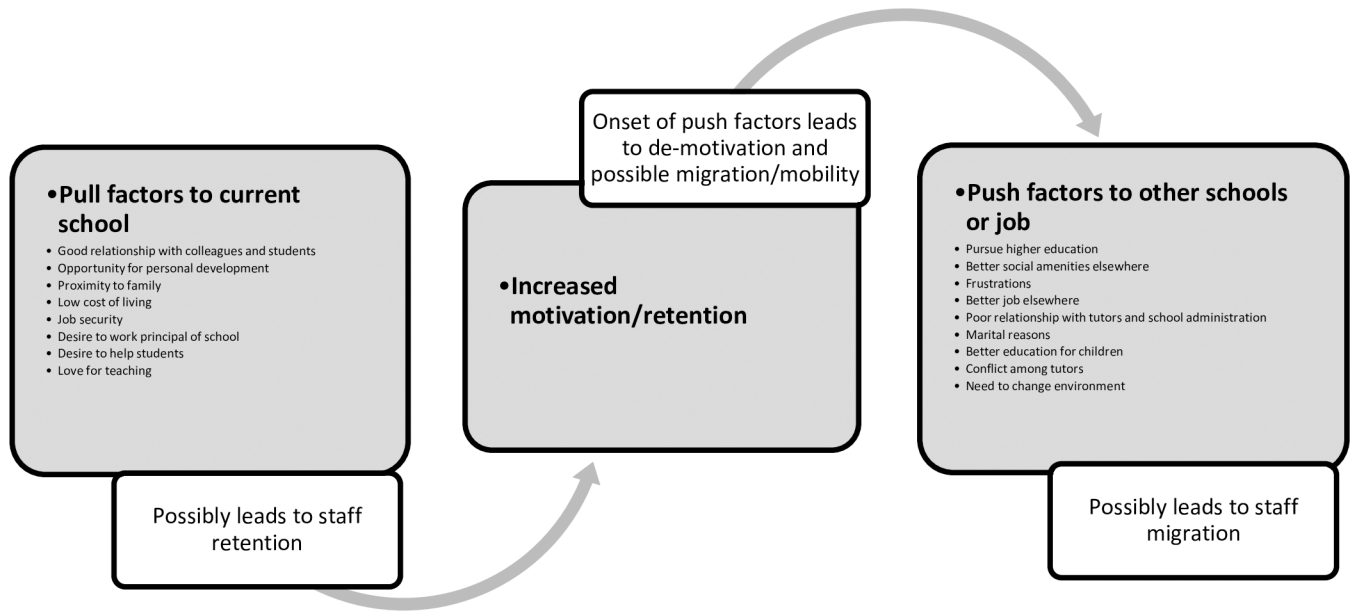 •Pull factors to current
school
• Good relationship with colleagues and students
• Opportunity for personal development
• Proximity to family
• Low cost of living
• Job security
• Desire to work principal of school
• Desire to help students
• Love for teaching
Possibly leads to staff
retention
Onset of push factors leads
to de-motivation and
possible migration/mobility
•Increased
motivation/retention
•Push factors to other schools
or job
• Pursue higher education
• Better social amenities elsewhere
• Frustrations
• Better job elsewhere
• Poor relationship with tutors and school administration
• Marital reasons
• Better education for children
• Conflict among tutors
• Need to change environment
Possibly leads to staff
migration